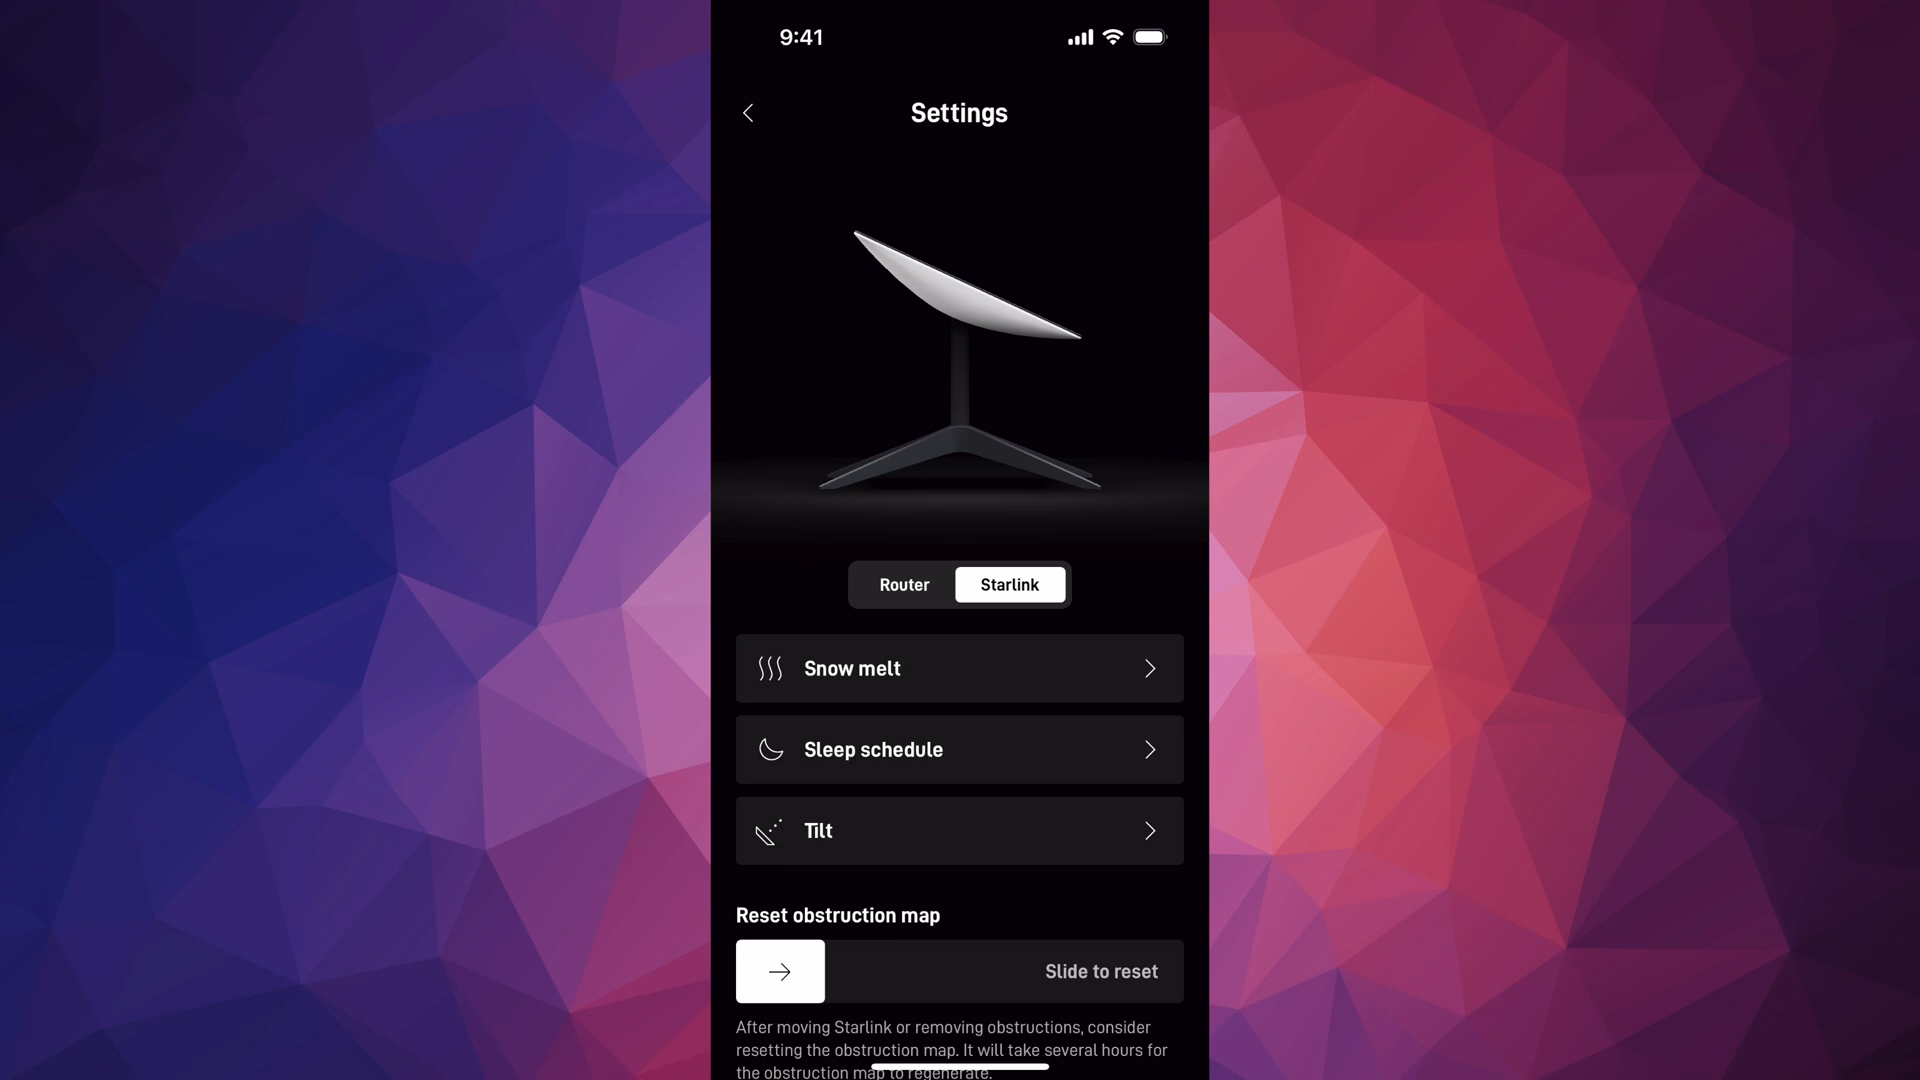 9:41
Settings
Router
Starlink
Snow melt
Sleep schedule
Tilt
Reset obstruction map
Slide to reset
After moving Starlink or removing obstructions, consider
resetting the obstruction map. It will take several hours for
the obstruction map to regenerate.